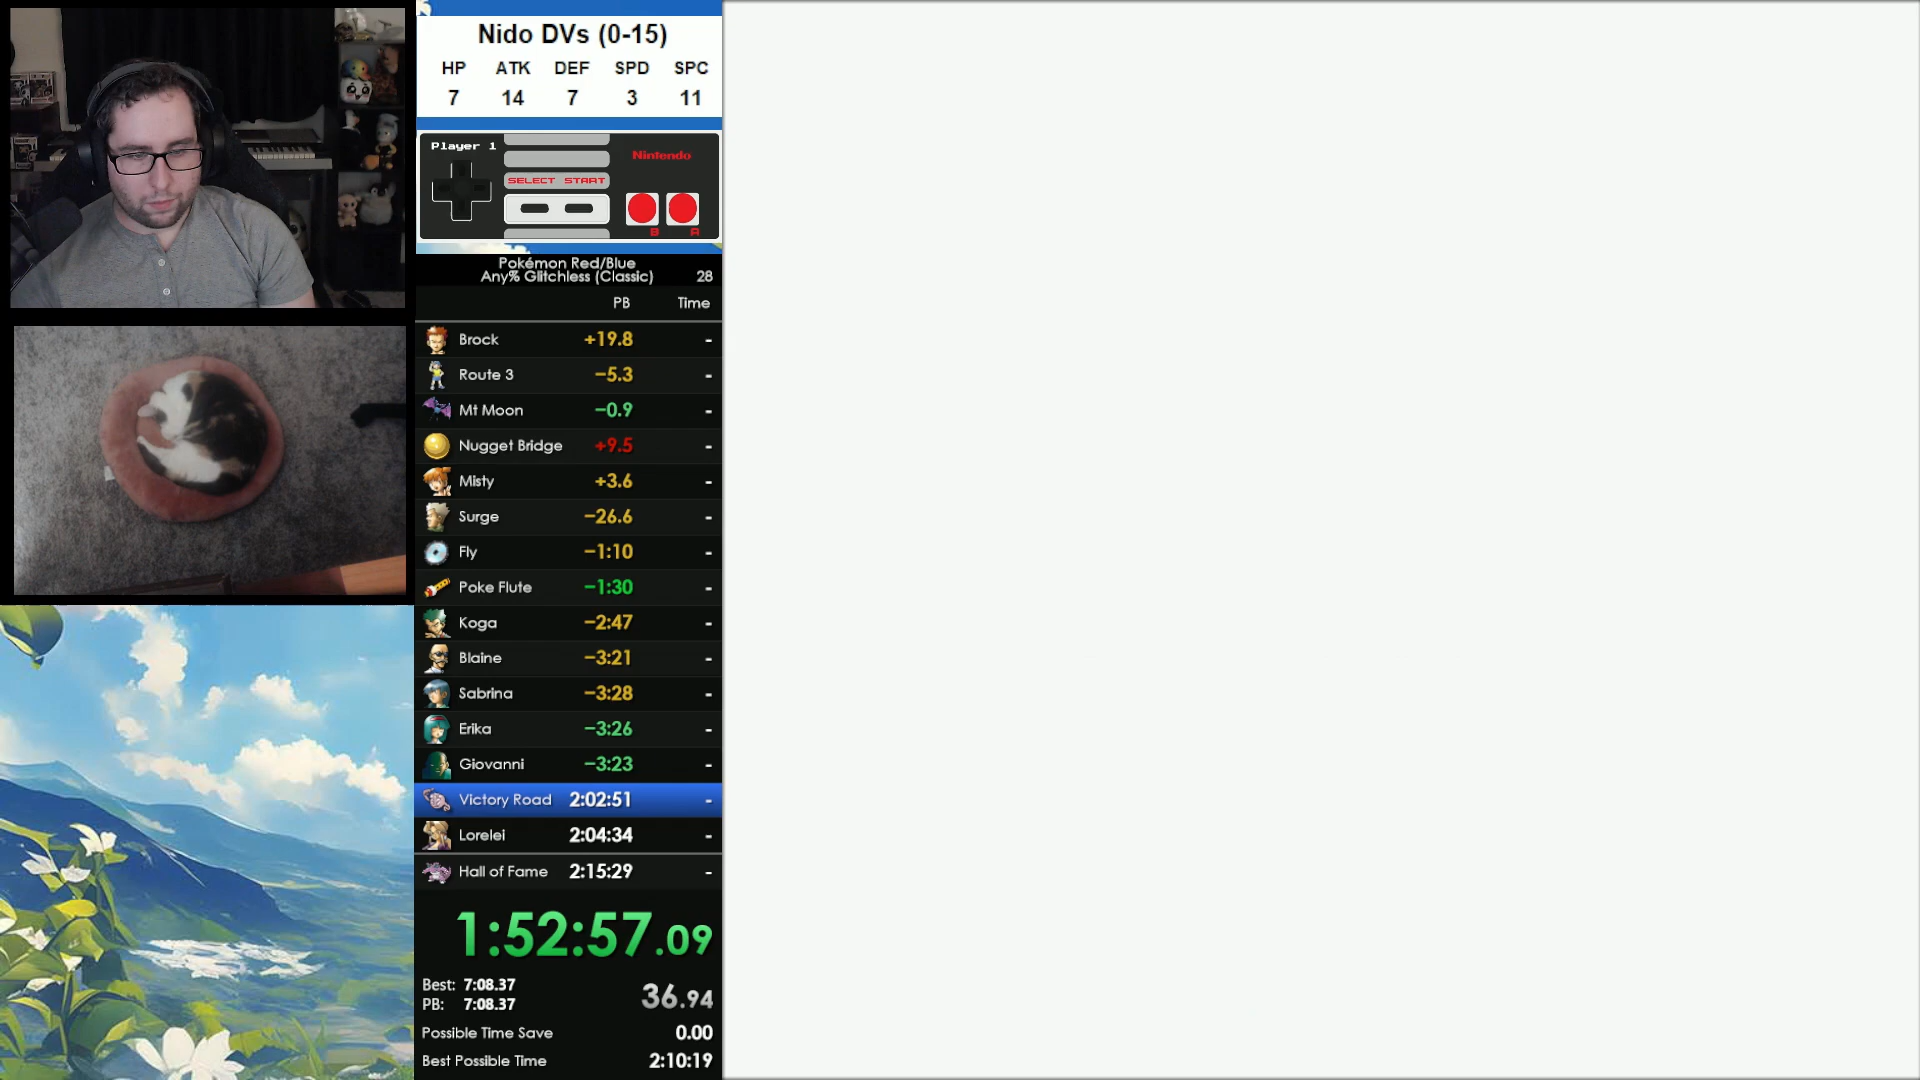 Nido DVs (0-15)
HP ATK DEF SPD SPC
7 14 7 3 11
Player 1
Nintendo
SELECT START
B A
Pokémon Red/Blue
Any% Glitchless (Classic) 28
PB Time
Brock +19.8 -
Route 3 −5.3 -
Mt Moon −0.9 -
Nugget Bridge +9.5 -
Misty +3.6 -
Surge −26.6 -
Fly −1:10 -
Poke Flute −1:30 -
Koga −2:47 -
Blaine −3:21 -
Sabrina −3:28 -
Erika −3:26 -
Giovanni −3:23 -
Victory Road 2:02:51 -
Lorelei 2:04:34 -
Hall of Fame 2:15:29 -
1:52:57.09
Best: 7:08.37
PB: 7:08.37
36.94
Possible Time Save 0.00
Best Possible Time 2:10:19